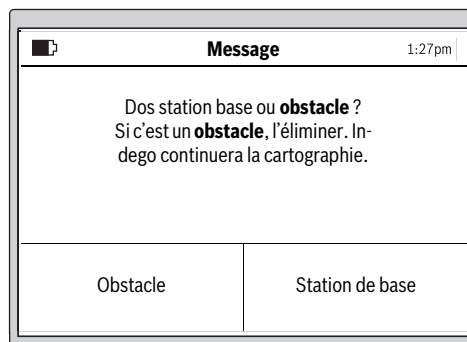 Message 1:27pm
Dos station base ou obstacle ?
Si c'est un obstacle, l'éliminer. In-
dego continuera la cartographie.
Obstacle Station de base